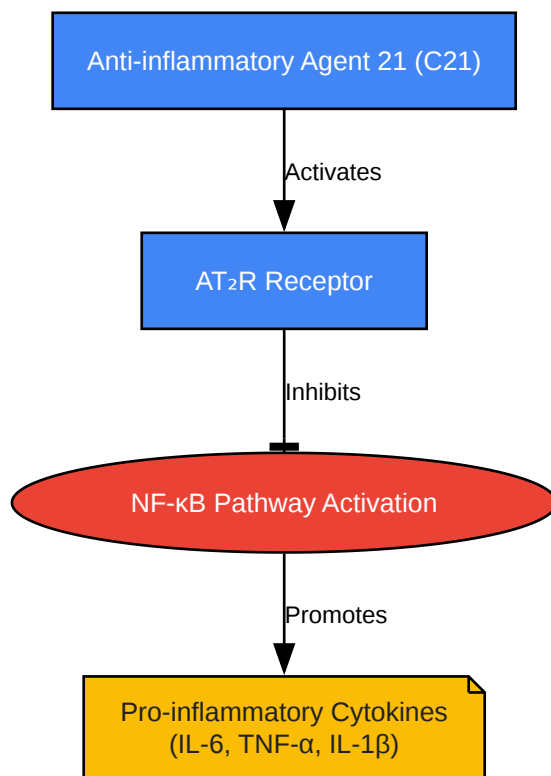 Anti-inflammatory Agent 21 (C21)
Activates
AT₂R Receptor
Inhibits
NF-κB Pathway Activation
Promotes
Pro-inflammatory Cytokines
(IL-6, TNF-α, IL-1β)